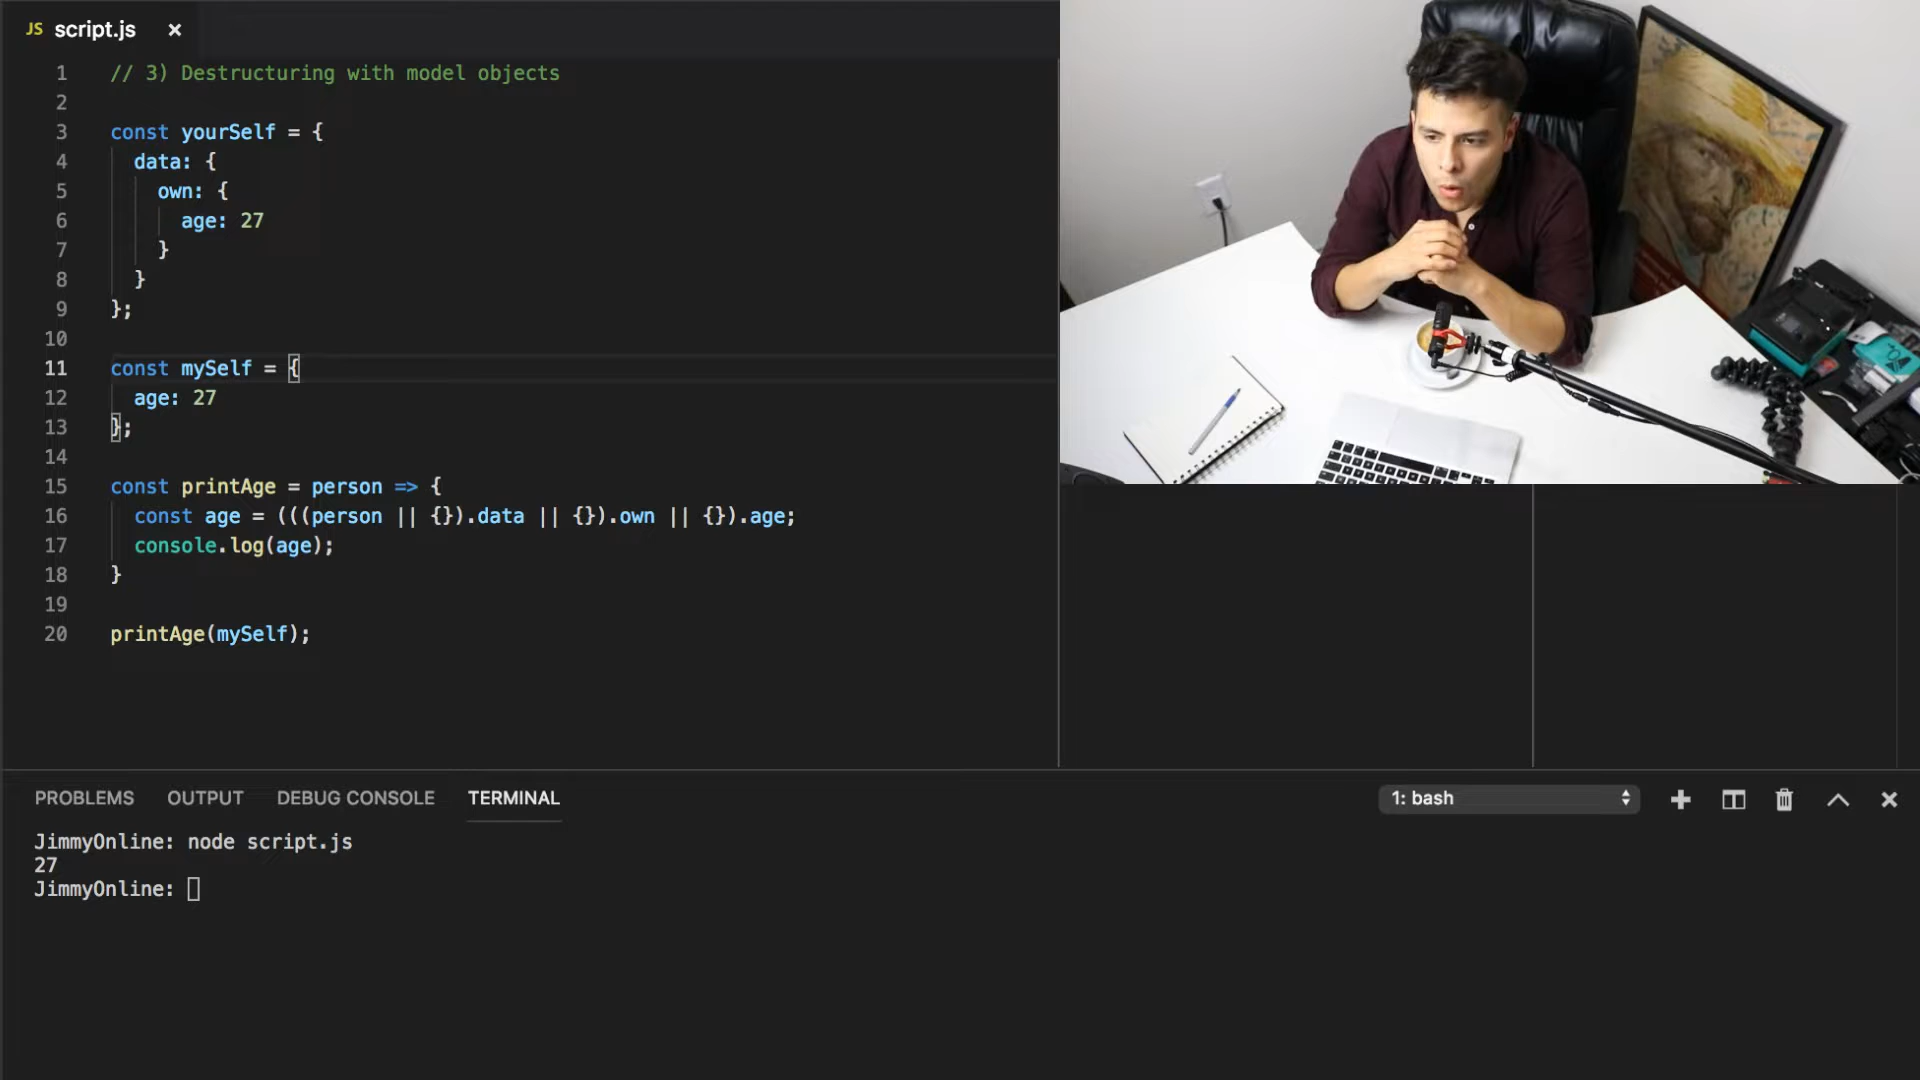 JS script.js ×
1 // 3) Destructuring with model objects
2
3 const yourSelf = {
4 data: {
5 own: {
6 age: 27
7 }
8 }
9 };
10
11 const mySelf = {
12 age: 27
13 };
14
15 const printAge = person => {
16 const age = (((person || {}).data || {}).own || {}).age;
17 console.log(age);
18 }
19
20 printAge(mySelf);
PROBLEMS OUTPUT DEBUG CONSOLE TERMINAL 1: bash
JimmyOnline: node script.js
27
JimmyOnline: